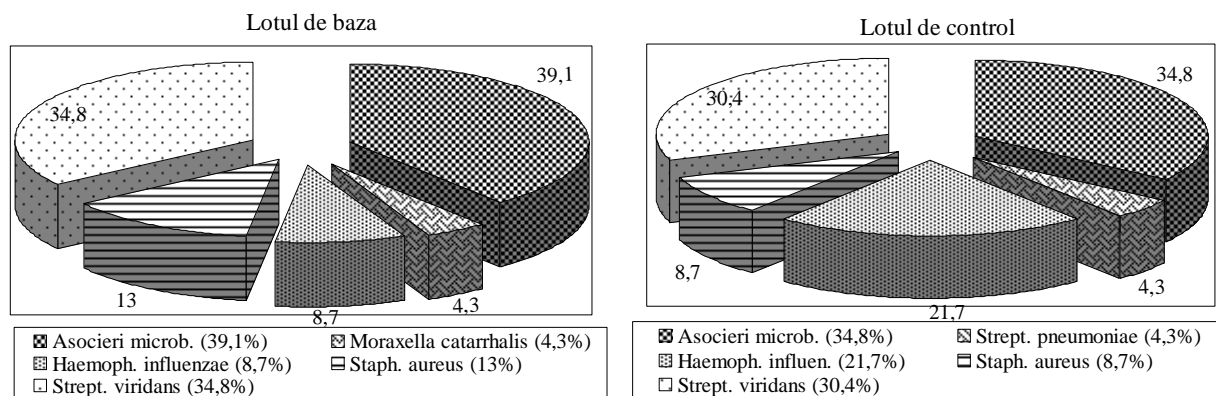 Lotul de baza
39,1
34,8
13
8,7
4,3
Asocieri microb. (39,1%)
Moraxella catarrhalis (4,3%)
Haemoph. influenzae (8,7%)
Staph. aureus (13%)
Strept. viridans (34,8%)
Lotul de control
34,8
30,4
8,7
21,7
4,3
Asocieri microb. (34,8%)
Strept. pneumoniae (4,3%)
Haemoph. influen. (21,7%)
Staph. aureus (8,7%)
Strept. viridans (30,4%)